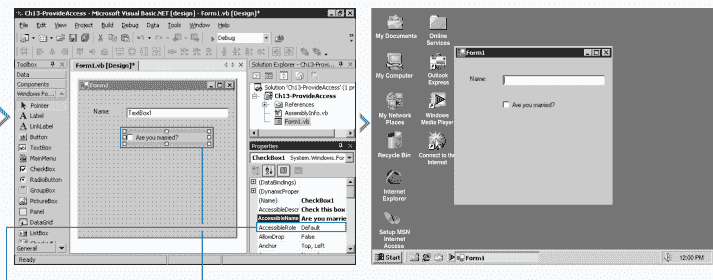 Ch13-ProvideAccess - Microsoft Visual Basic.NET [design] - Form1.vb [Design]*
File Edit View Project Build Debug Data Tools Window Help
Debug
Toolbox
Data
Components
Windows Fo...
Pointer
Label
LinkLabel
Button
TextBox
MainMenu
CheckBox
RadioButton
GroupBox
PictureBox
Panel
DataGrid
ListBox
General
Ready
Form1.vb [Design]*
Form1
Name:
TextBox1
Are you married?
Solution Explorer - Ch13-Provi...
Solution 'Ch13-ProvideAccess' (1 pr
Ch13-ProvideAccess
References
AssemblyInfo.vb
Form1.vb
Properties
CheckBox1 System.Windows.For
(DataBindings)
(DynamicProper
(Name) CheckBox1
AccessibleDescr Check this box
AccessibleName Are you marrie
AccessibleRole Default
AllowDrop False
Anchor Top, Left
My Documents
Online Services
My Computer
Outlook Express
My Network Places
Windows Media Player
Recycle Bin
Connect to the Internet
Internet Explorer
Setup MSN Internet Access
Form1
Name:
Are you married?
Start
Form1
12:00 PM